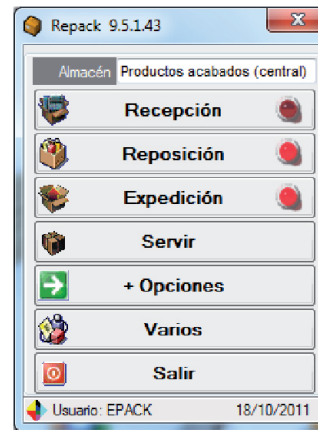 Repack 9.5.1.43
Almacén Productos acabados (central)
Recepción
Reposición
Expedición
Servir
+ Opciones
Varios
Salir
Usuario: EPACK 18/10/2011